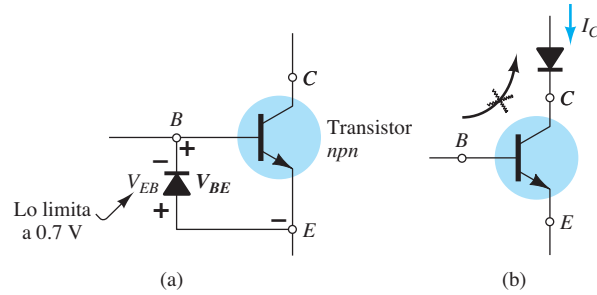 C
B
+
Transistor
npn
−
V_EB
V_BE
+
−
E
Lo limita
a 0.7 V
(a)
I_C
C
B
E
(b)